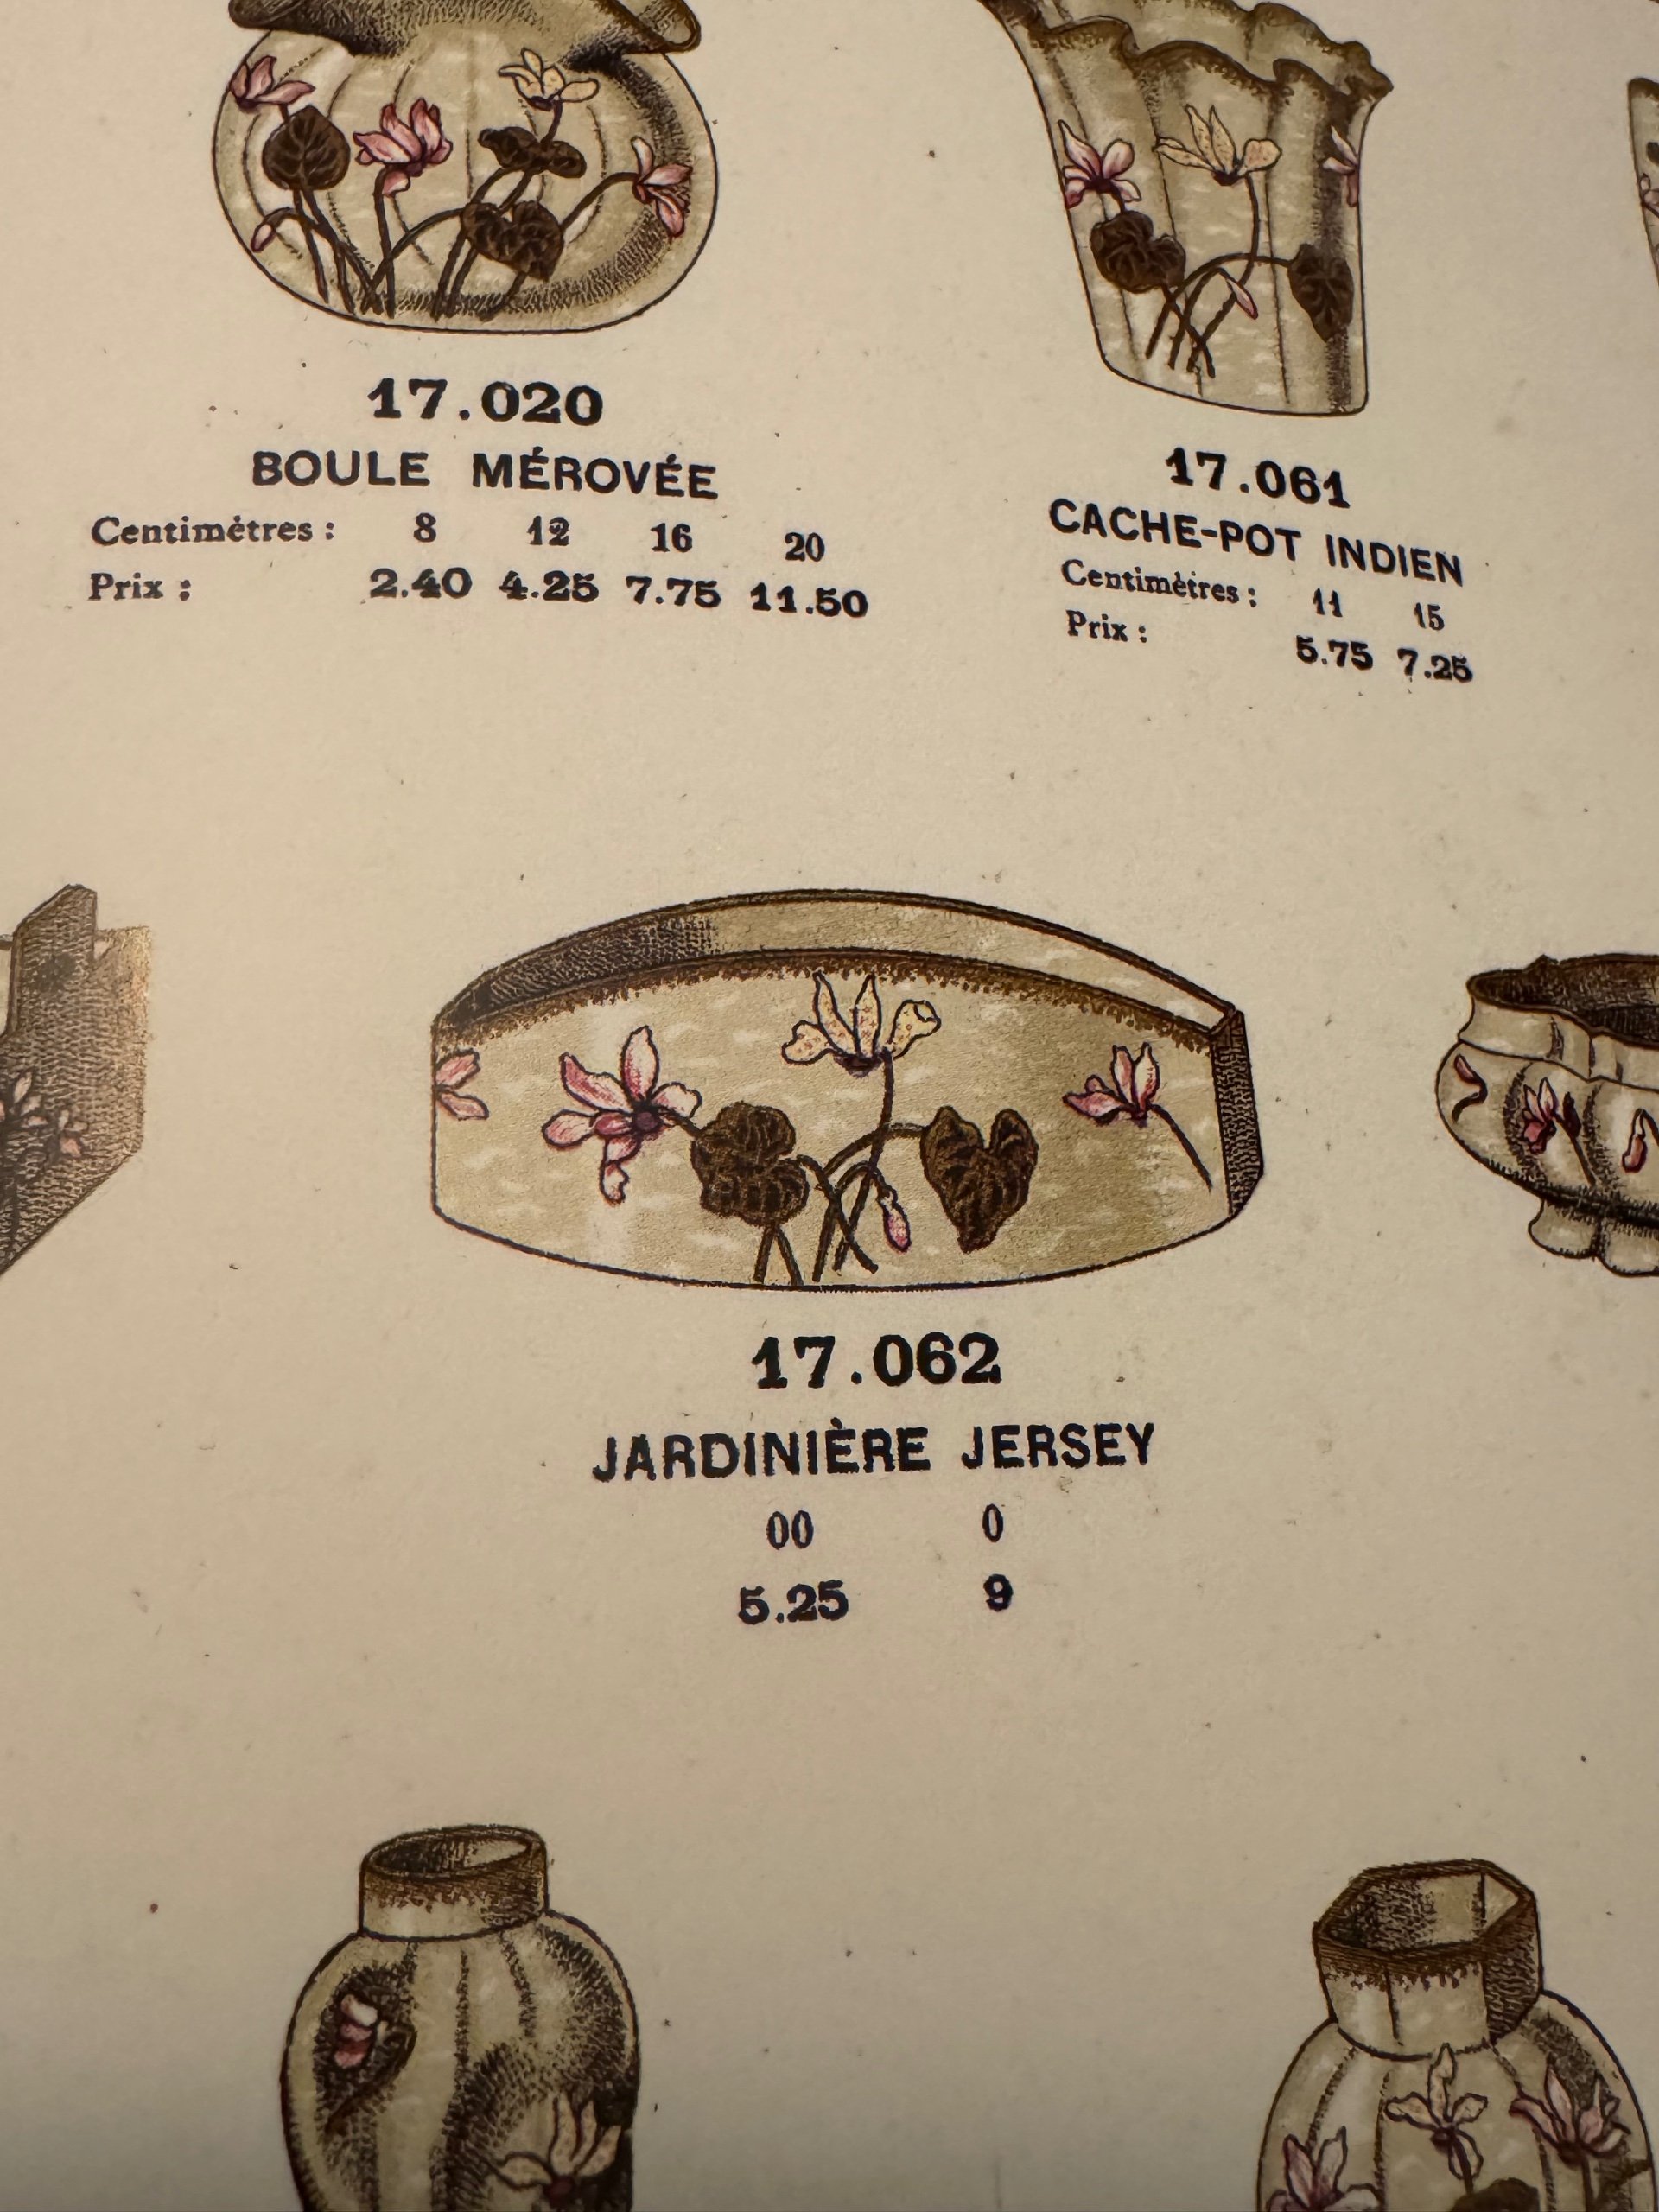 17.020
BOULE MÉROVÉE
Centimètres : 8 12 16 20
Prix : 2.40 4.25 7.75 11.50
17.061
CACHE-POT INDIEN
Centimètres : 11 15
Prix : 5.75 7.25
17.062
JARDINIÈRE JERSEY
00 0
5.25 9